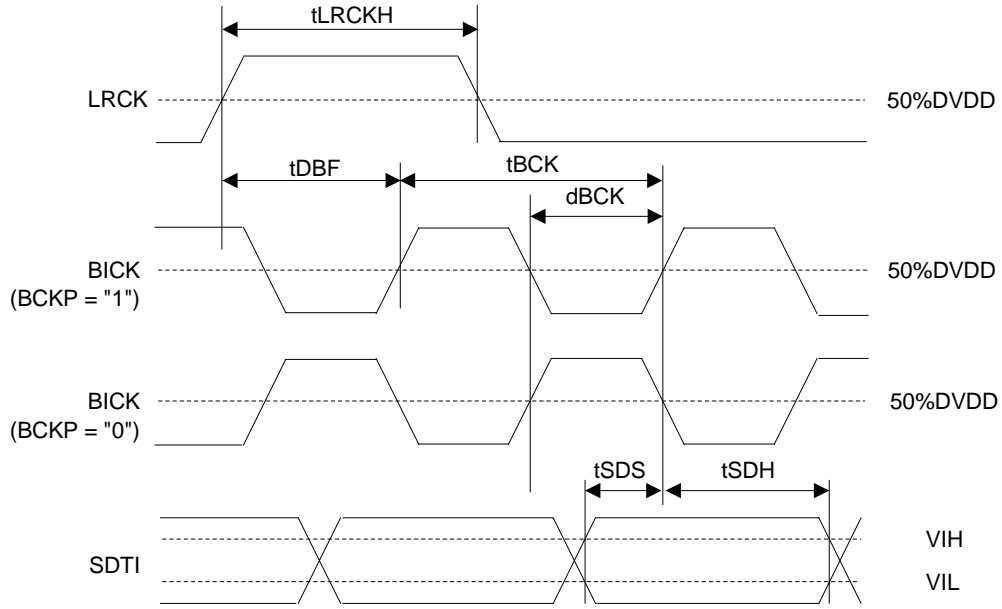 tLRCKH
LRCK
50%DVDD
tDBF
tBCK
dBCK
BICK
(BCKP = "1")
50%DVDD
BICK
(BCKP = "0")
50%DVDD
tSDS
tSDH
SDTI
VIH
VIL